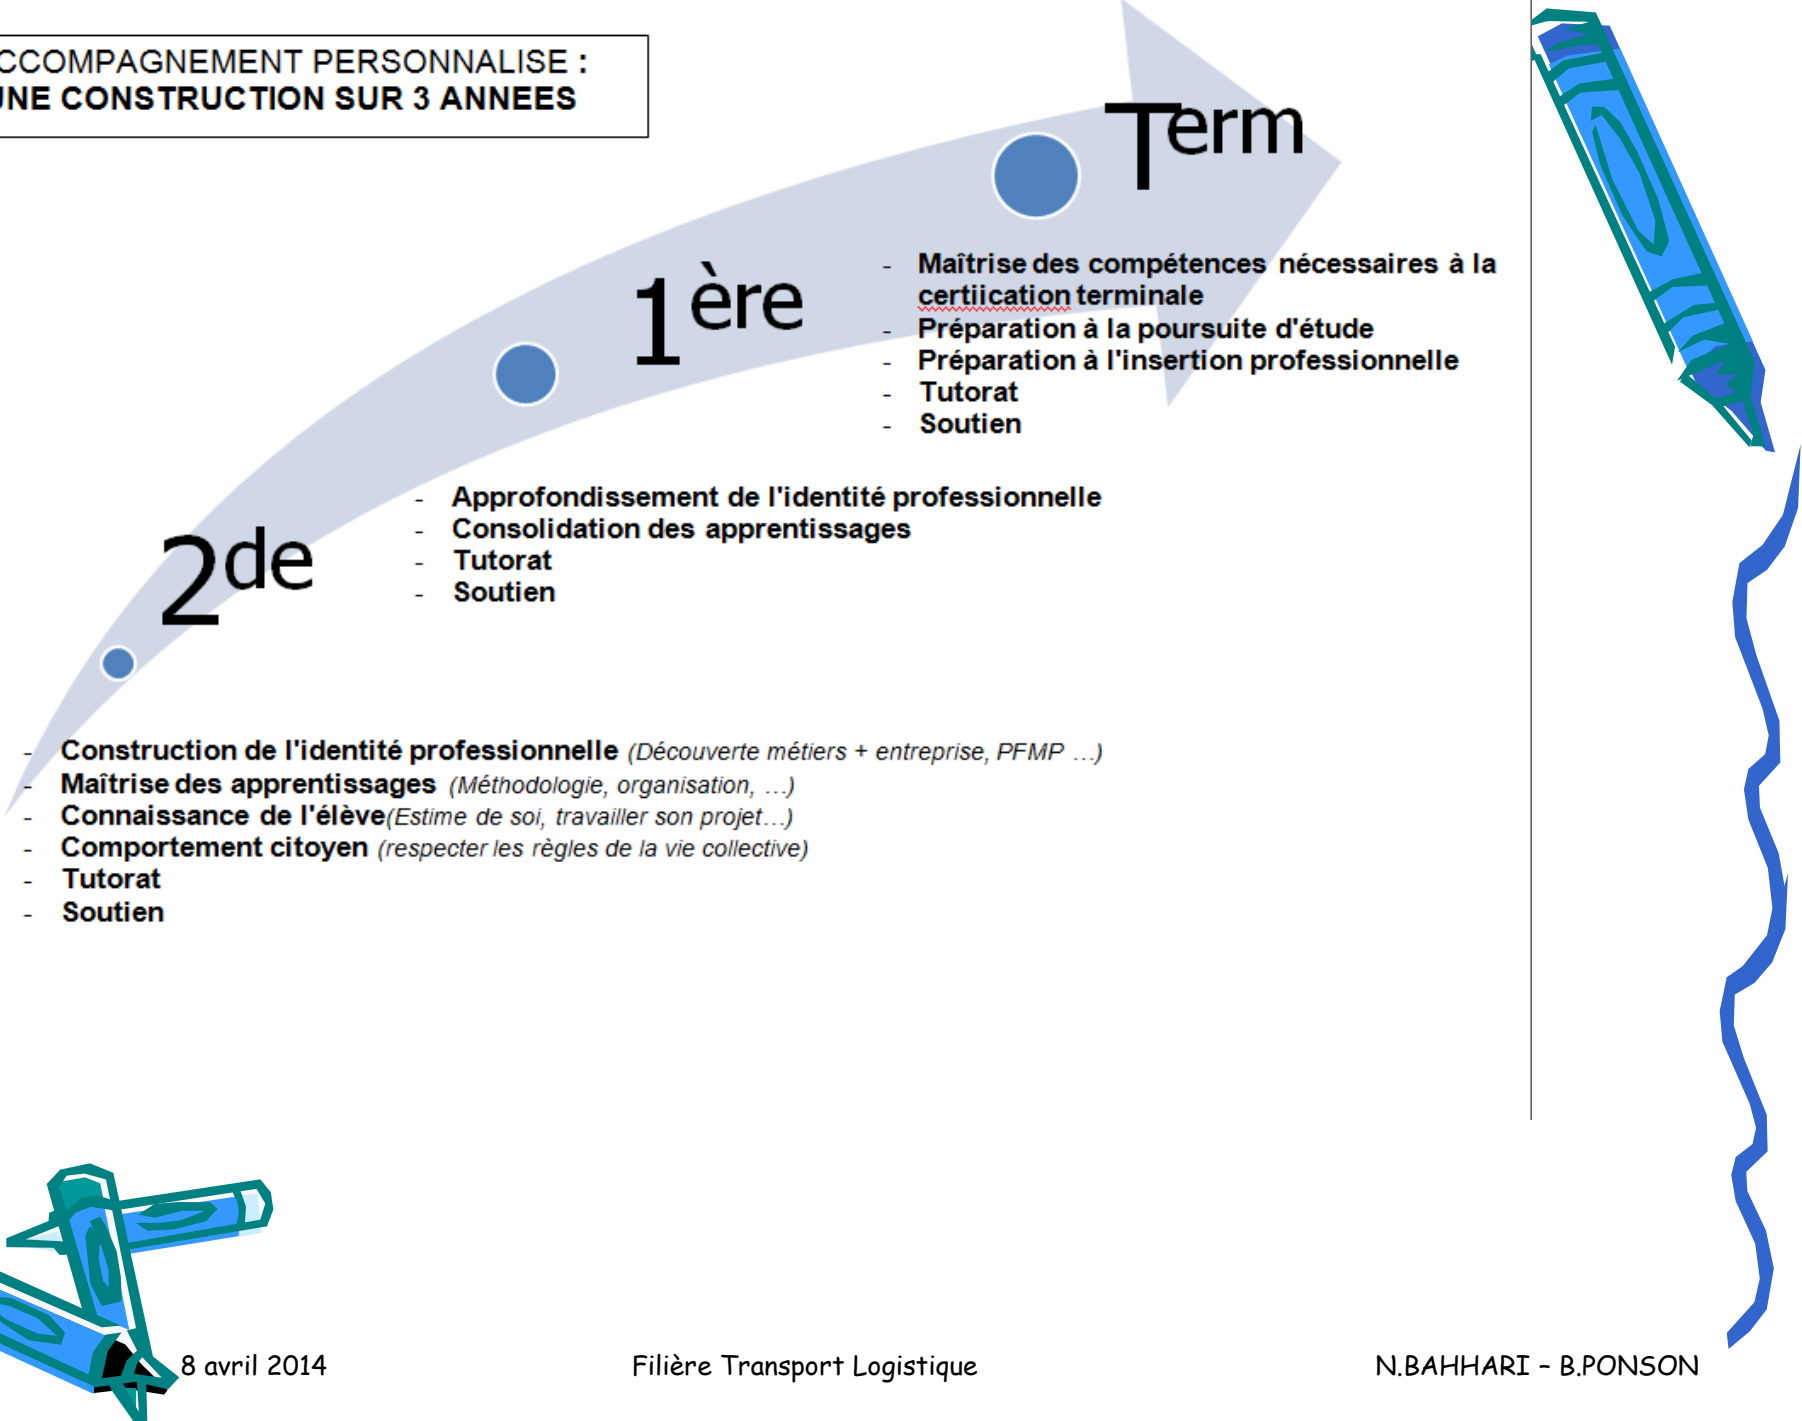 CCOMPAGNEMENT PERSONNALISE :
UNE CONSTRUCTION SUR 3 ANNEES
Term
- Maîtrise des compétences nécessaires à la
certiication terminale
- Préparation à la poursuite d'étude
- Préparation à l'insertion professionnelle
- Tutorat
- Soutien
1ère
- Approfondissement de l'identité professionnelle
- Consolidation des apprentissages
- Tutorat
- Soutien
2de
- Construction de l'identité professionnelle (Découverte métiers + entreprise, PFMP ...)
- Maîtrise des apprentissages (Méthodologie, organisation, ...)
- Connaissance de l'élève(Estime de soi, travailler son projet...)
- Comportement citoyen (respecter les règles de la vie collective)
- Tutorat
- Soutien
8 avril 2014
Filière Transport Logistique
N.BAHHARI – B.PONSON